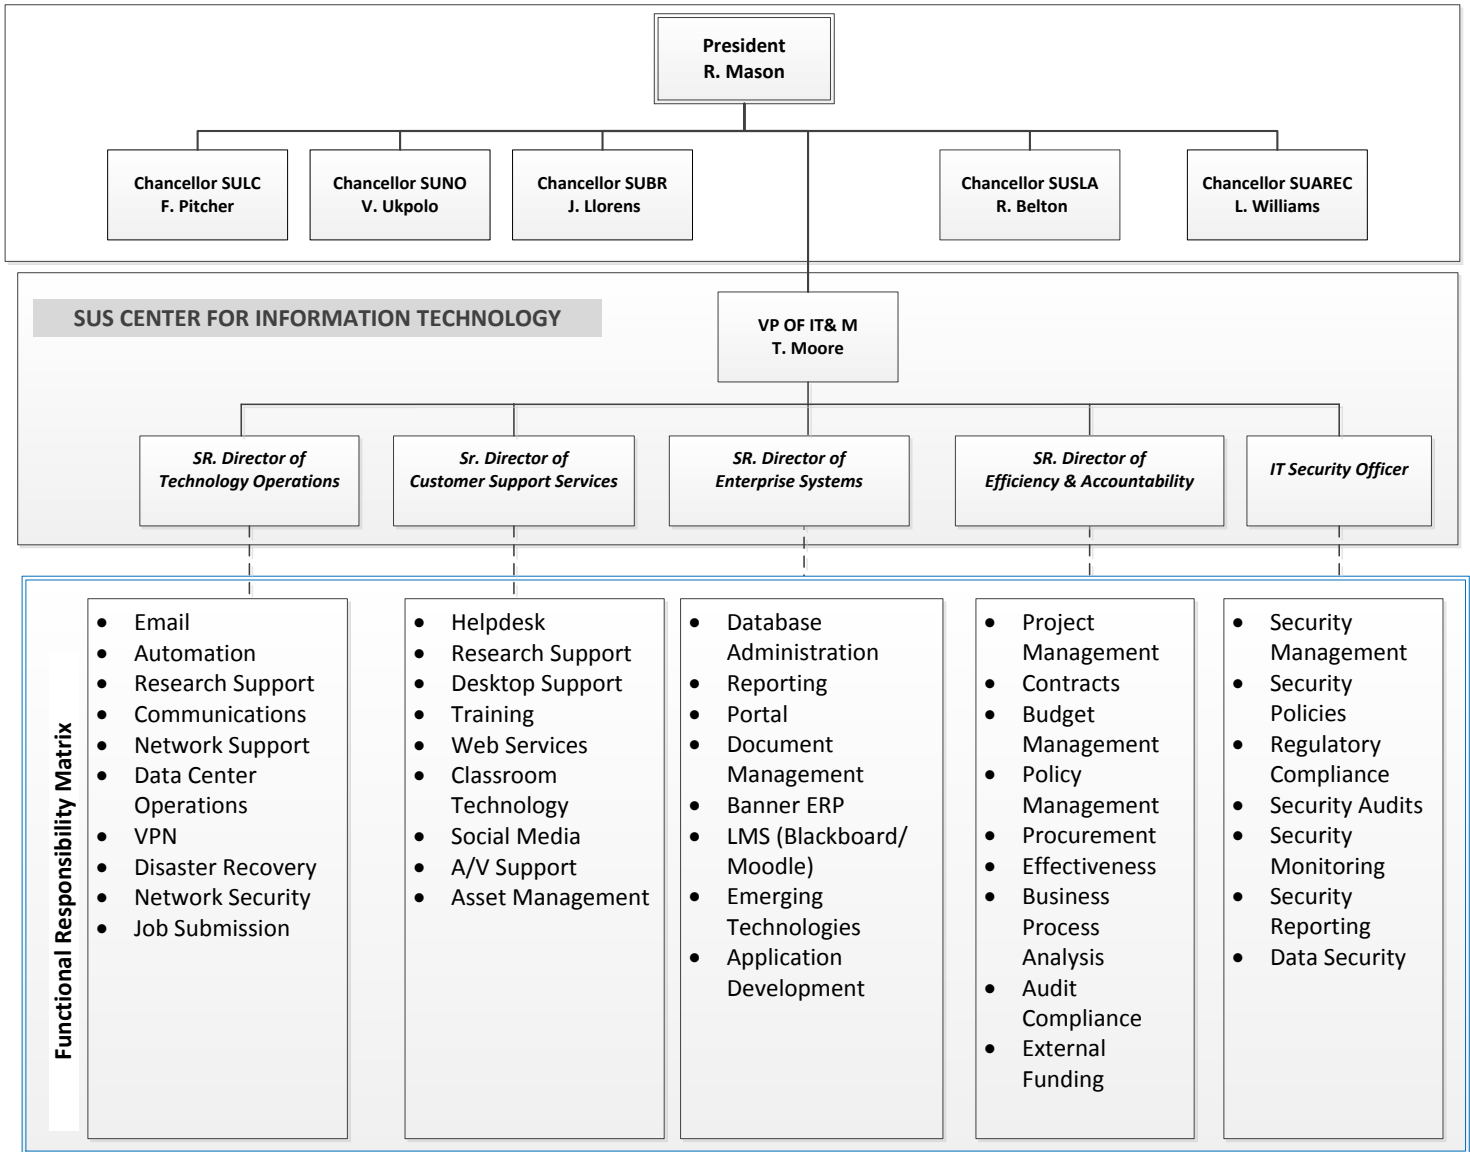 President
R. Mason
Chancellor SULC
F. Pitcher
Chancellor SUNO
V. Ukpolo
Chancellor SUBR
J. Llorens
Chancellor SUSLA
R. Belton
Chancellor SUAREC
L. Williams
SUS CENTER FOR INFORMATION TECHNOLOGY
VP OF IT& M
T. Moore
SR. Director of
Technology Operations
Sr. Director of
Customer Support Services
SR. Director of
Enterprise Systems
SR. Director of
Efficiency & Accountability
IT Security Officer
Functional Responsibility Matrix
• Email
• Automation
• Research Support
• Communications
• Network Support
• Data Center
Operations
• VPN
• Disaster Recovery
• Network Security
• Job Submission
• Helpdesk
• Research Support
• Desktop Support
• Training
• Web Services
• Classroom
Technology
• Social Media
• A/V Support
• Asset Management
• Database
Administration
• Reporting
• Portal
• Document
Management
• Banner ERP
• LMS (Blackboard/
Moodle)
• Emerging
Technologies
• Application
Development
• Project
Management
• Contracts
• Budget
Management
• Policy
Management
• Procurement
• Effectiveness
• Business
Process
Analysis
• Audit
Compliance
• External
Funding
• Security
Management
• Security
Policies
• Regulatory
Compliance
• Security Audits
• Security
Monitoring
• Security
Reporting
• Data Security